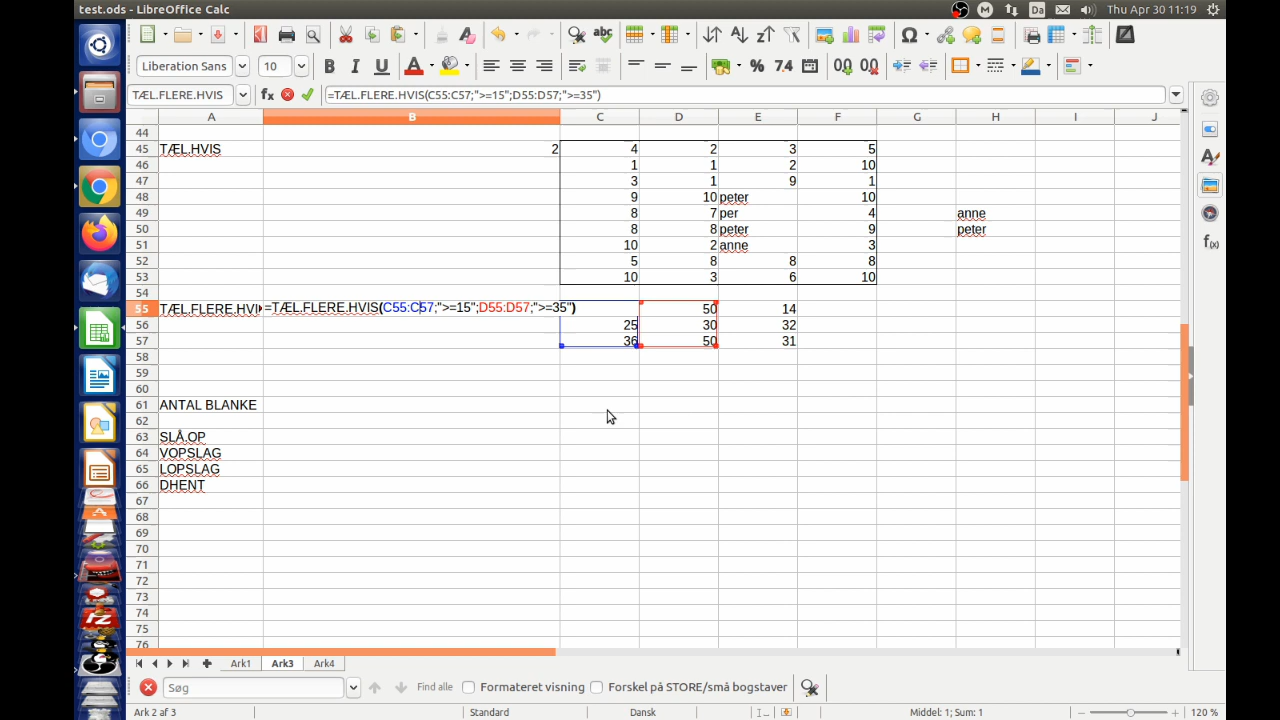 test.ods - LibreOffice Calc
M Da Thu Apr 30 11:19
Liberation Sans 10
TÆL.FLERE.HVIS fx =TÆL.FLERE.HVIS(C55:C57;">=15";D55:D57;">=35")
A B C D E F G H I J
44
45 TÆL.HVIS 2 4 2 3 5
46 1 1 2 10
47 3 1 9 1
48 9 10 peter 10
49 8 7 per 4 anne
50 8 8 peter 9 peter
51 10 2 anne 3
52 5 8 8 8
53 10 3 6 10
54
55 TÆL.FLERE.HVI =TÆL.FLERE.HVIS(C55:C57;">=15";D55:D57;">=35") 50 14
56 25 30 32
57 36 50 31
58
59
60
61 ANTAL BLANKE
62
63 SLÅ.OP
64 VOPSLAG
65 LOPSLAG
66 DHENT
67
68
69
70
71
72
73
74
75
76
Ark1 Ark3 Ark4
Søg Find alle Formateret visning Forskel på STORE/små bogstaver
Ark 2 af 3 Standard Dansk Middel: 1; Sum: 1 120 %